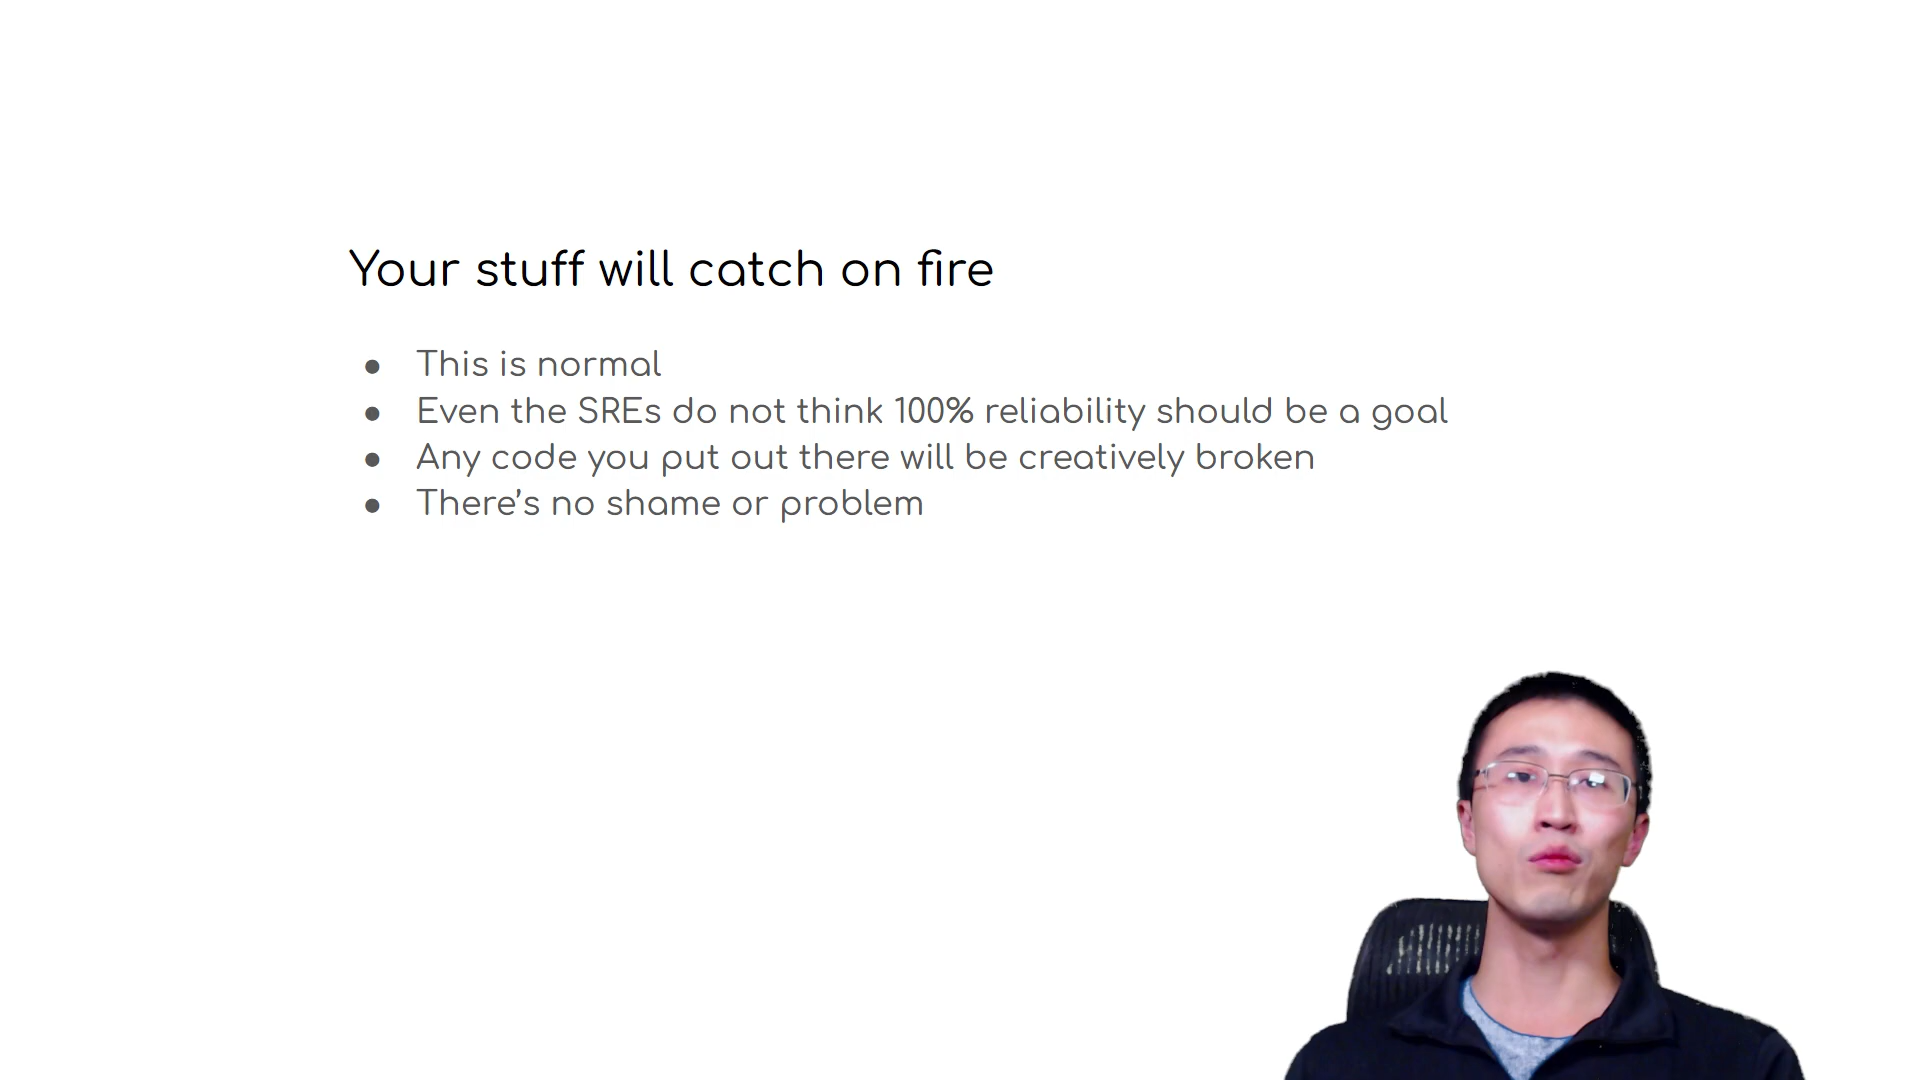 Your stuff will catch on fire
● This is normal
● Even the SREs do not think 100% reliability should be a goal
● Any code you put out there will be creatively broken
● There’s no shame or problem